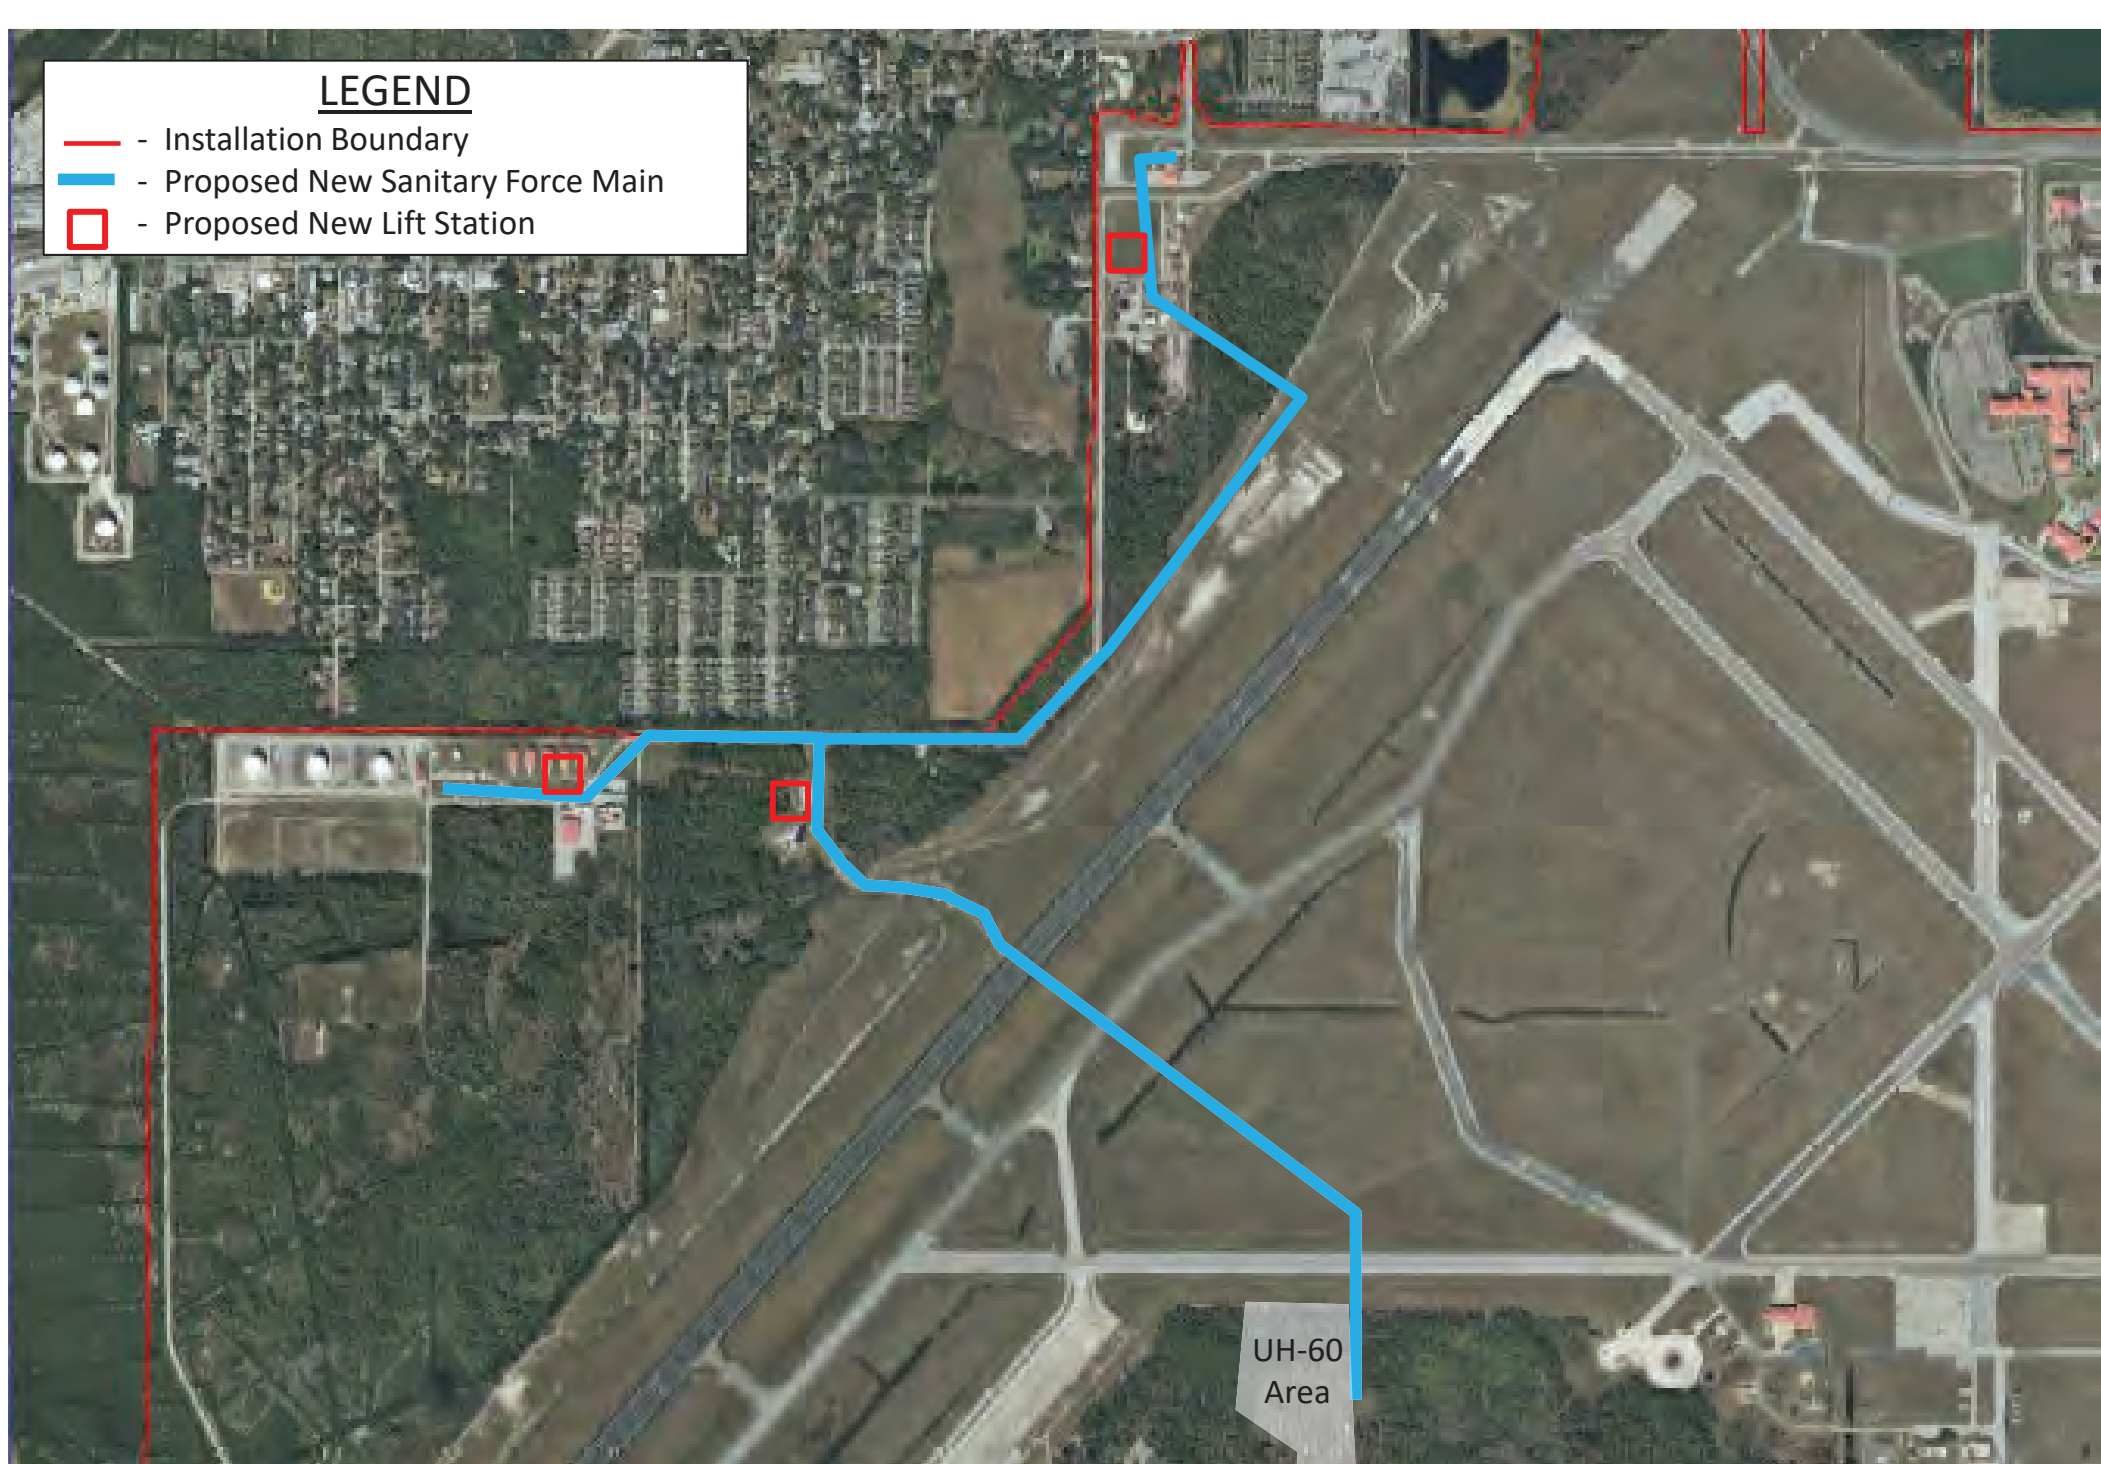 LEGEND
- Installation Boundary
- Proposed New Sanitary Force Main
- Proposed New Lift Station
UH-60
Area